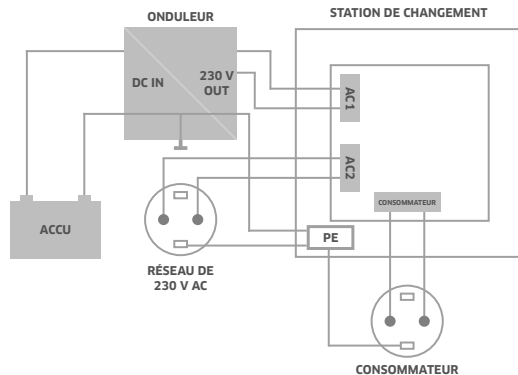 ONDULEUR
STATION DE CHANGEMENT
DC IN
230 V
OUT
AC1
AC2
CONSOMMATEUR
ACCU
PE
RÉSEAU DE
230 V AC
CONSOMMATEUR